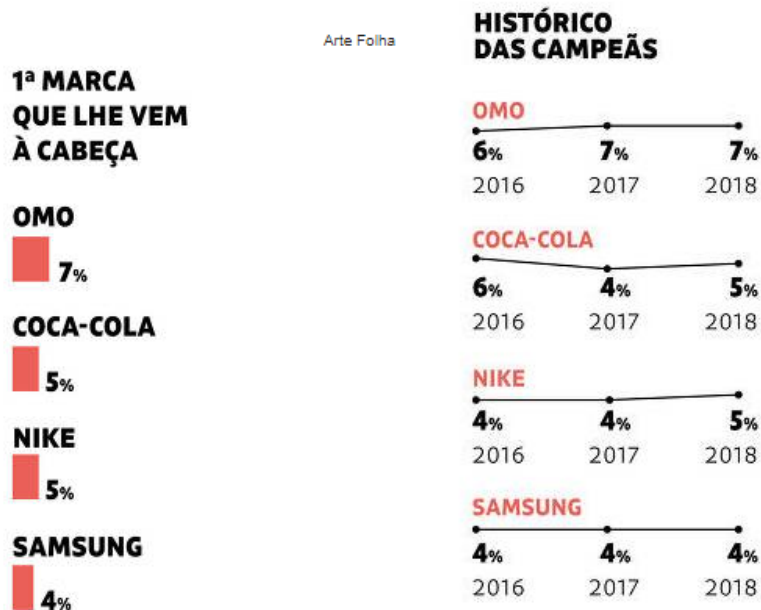 Arte Folha
1ª MARCA
QUE LHE VEM
À CABEÇA
OMO
7%
COCA-COLA
5%
NIKE
5%
SAMSUNG
4%
HISTÓRICO
DAS CAMPEÃS
OMO
6% 7% 7%
2016 2017 2018
COCA-COLA
6% 4% 5%
2016 2017 2018
NIKE
4% 4% 5%
2016 2017 2018
SAMSUNG
4% 4% 4%
2016 2017 2018